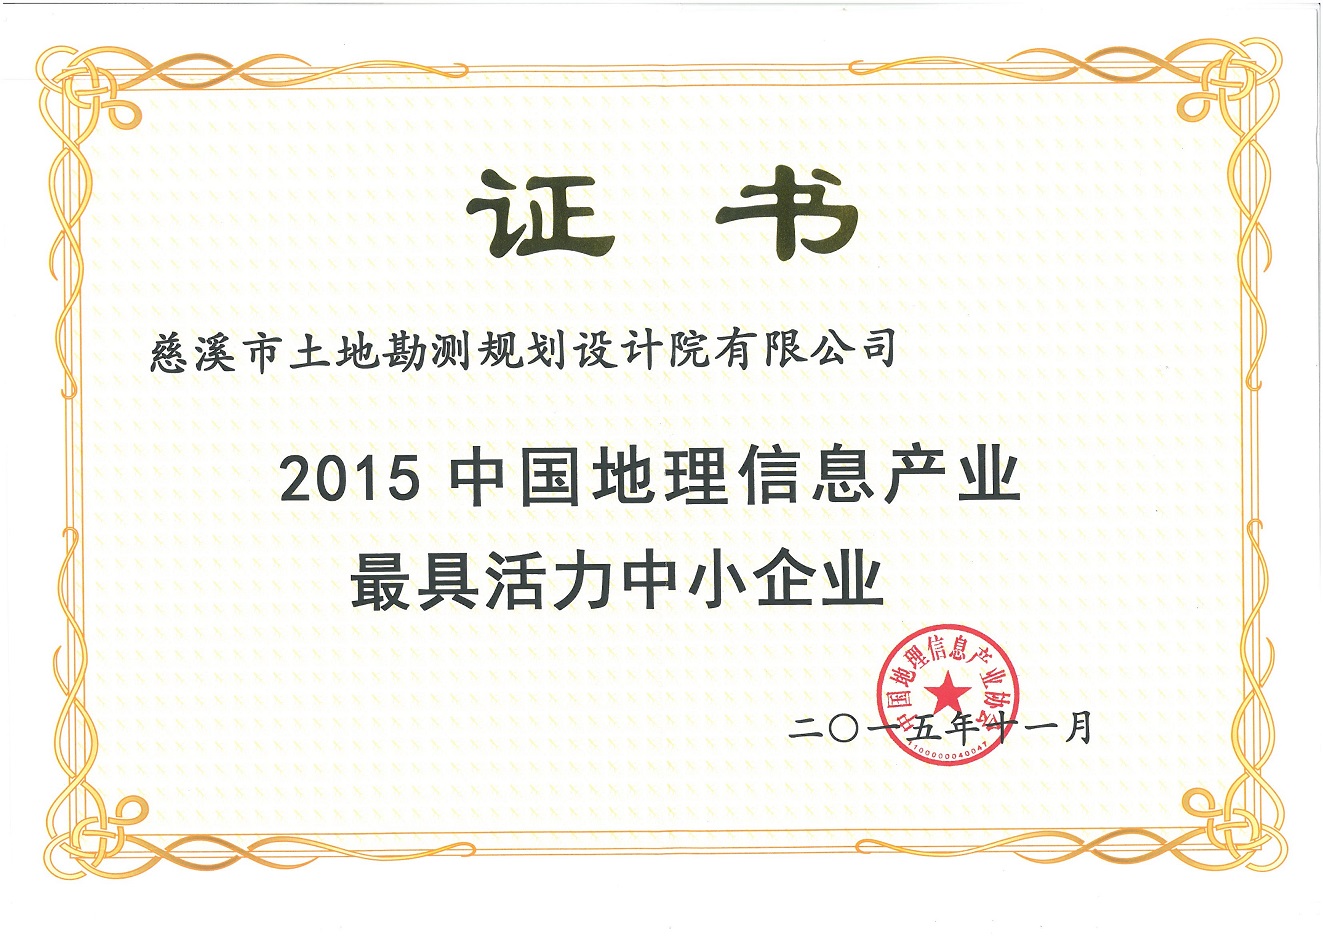 证 书
慈溪市土地勘测规划设计院有限公司
2015 中国地理信息产业
最具活力中小企业
中国地理信息产业协会
二〇一五年十一月
1100000040047